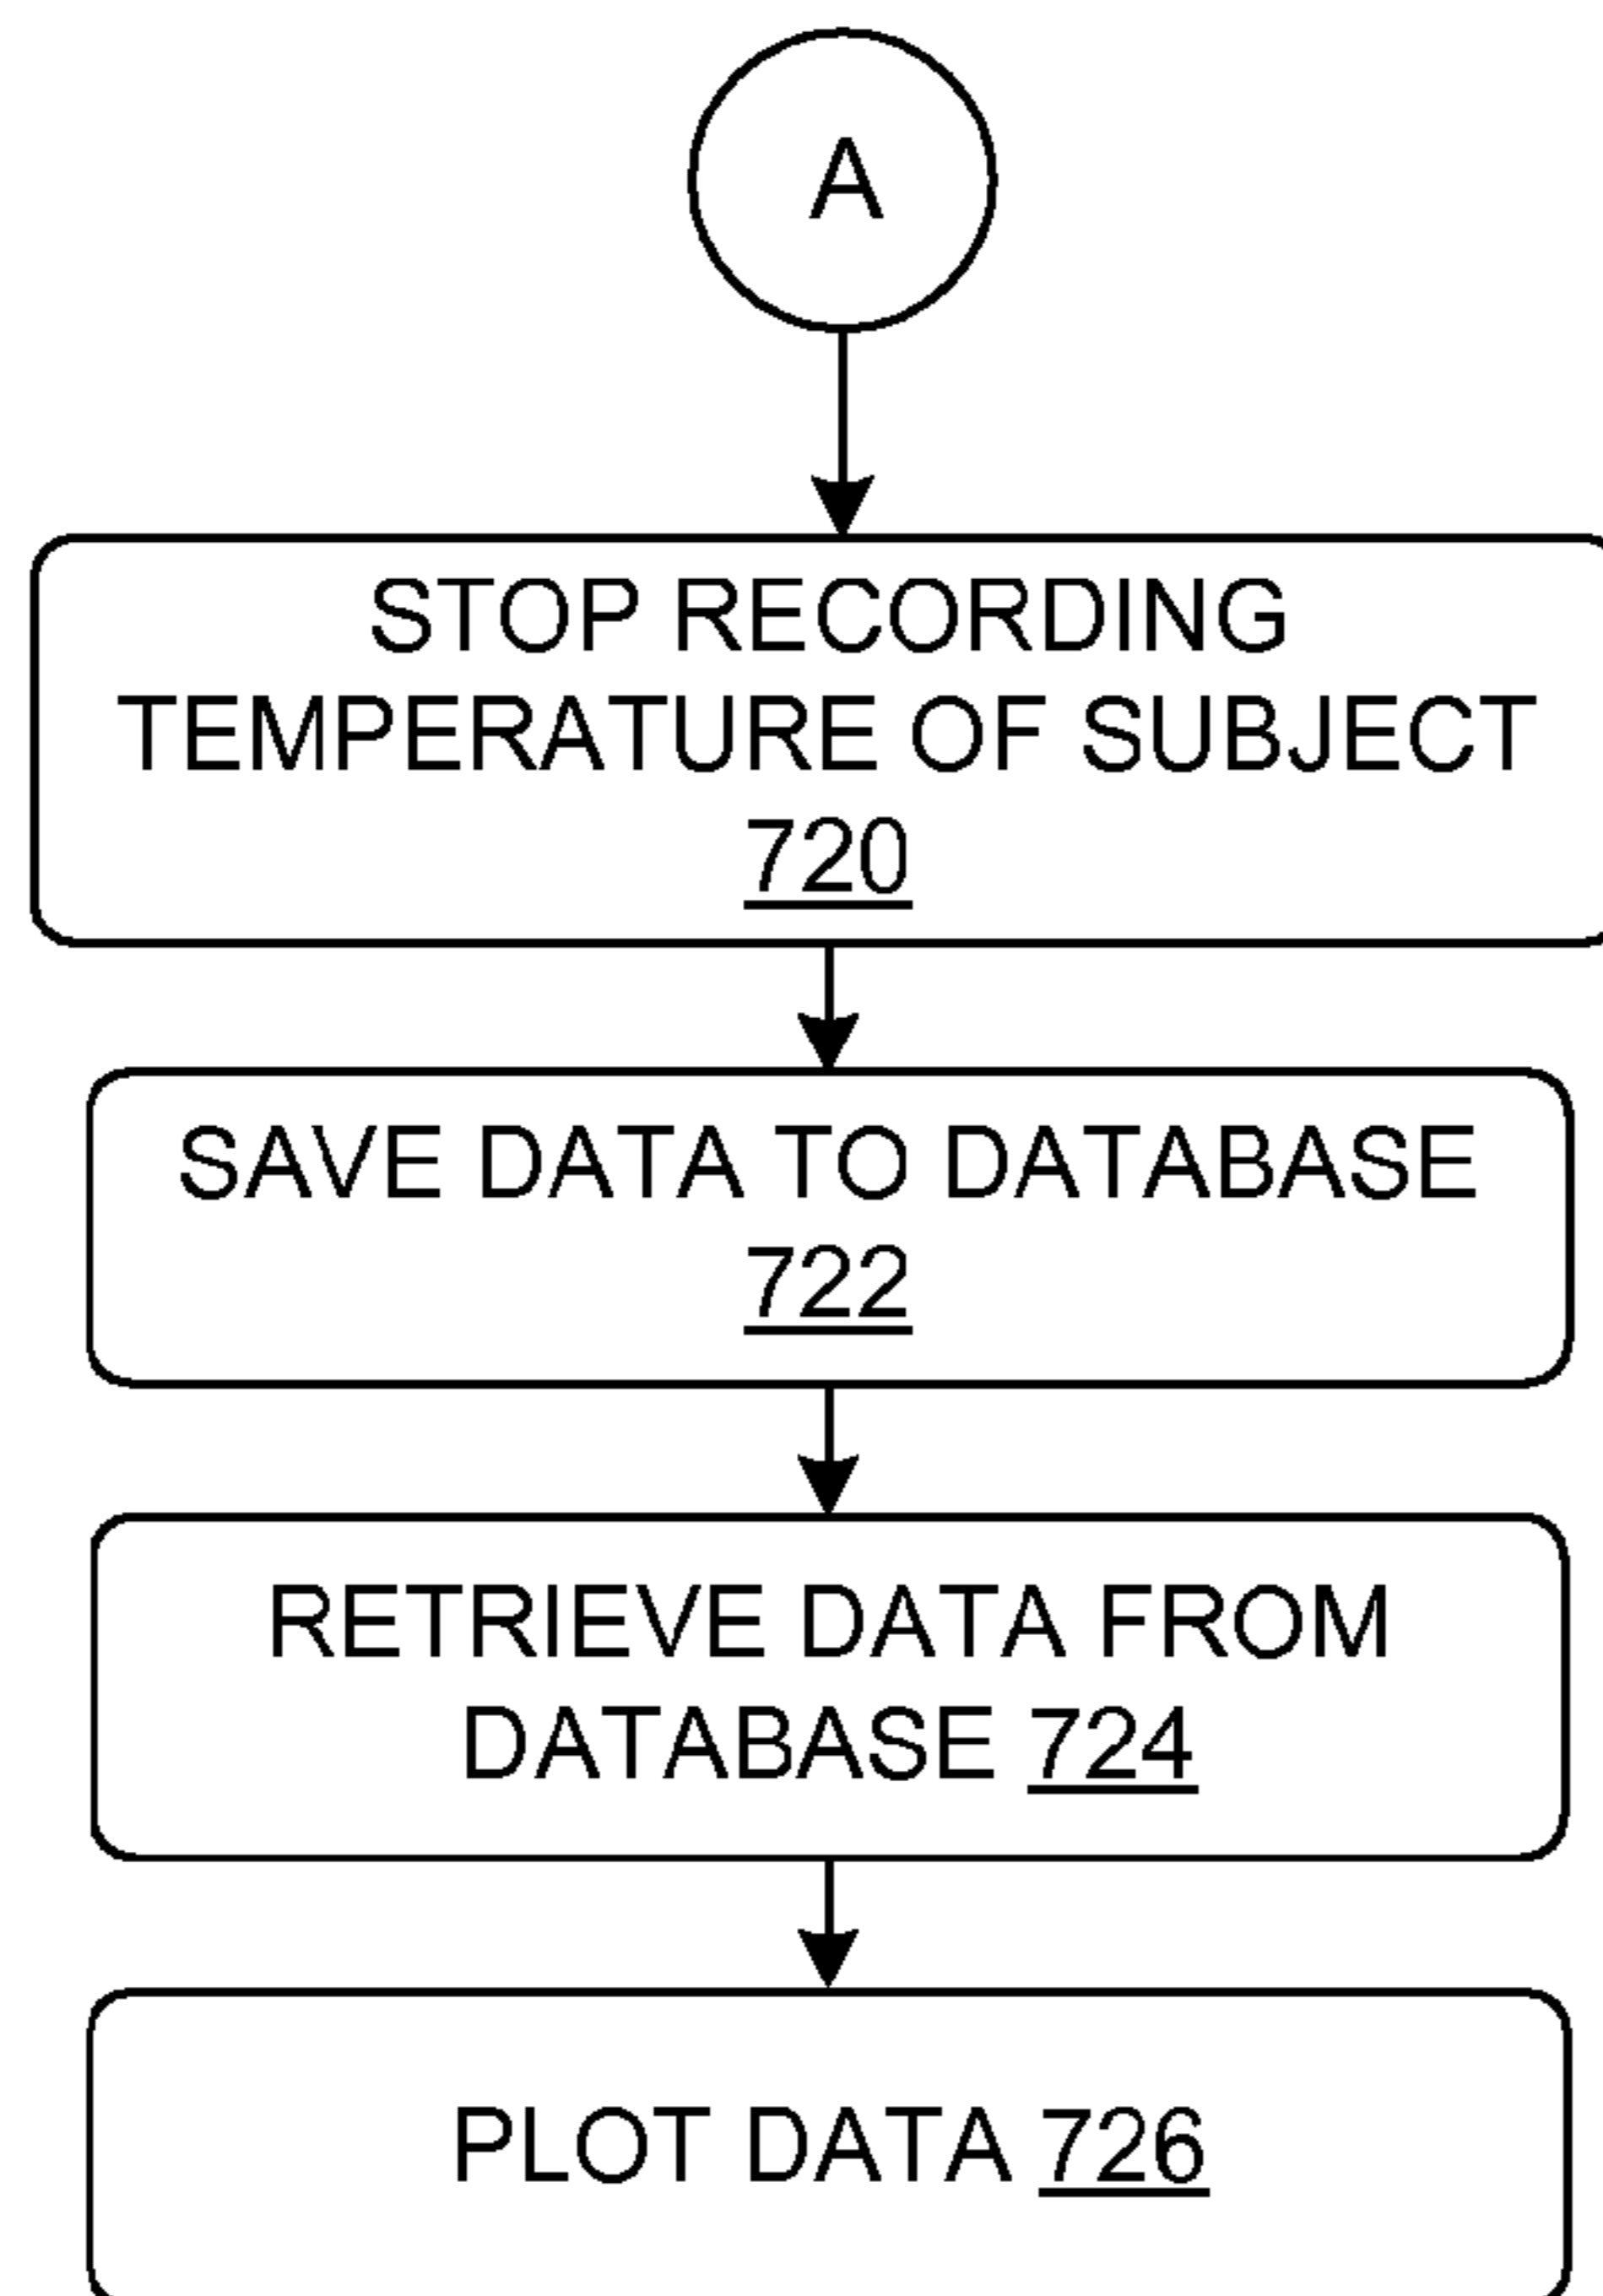 A
STOP RECORDING
TEMPERATURE OF SUBJECT
720
SAVE DATA TO DATABASE
722
RETRIEVE DATA FROM
DATABASE 724
PLOT DATA 726